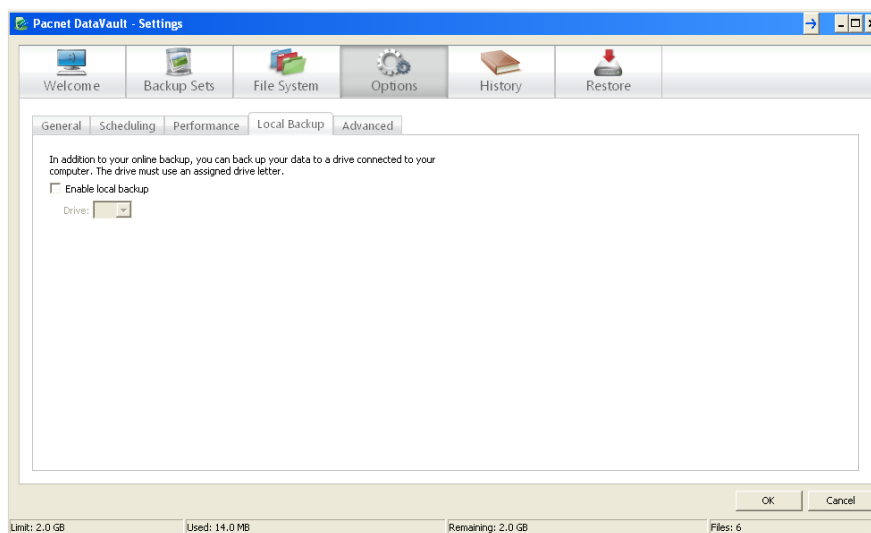 Pacnet DataVault - Settings
Welcome
Backup Sets
File System
Options
History
Restore
General
Scheduling
Performance
Local Backup
Advanced
In addition to your online backup, you can back up your data to a drive connected to your
computer. The drive must use an assigned drive letter.
Enable local backup
Drive:
OK
Cancel
Limit: 2.0 GB
Used: 14.0 MB
Remaining: 2.0 GB
Files: 6